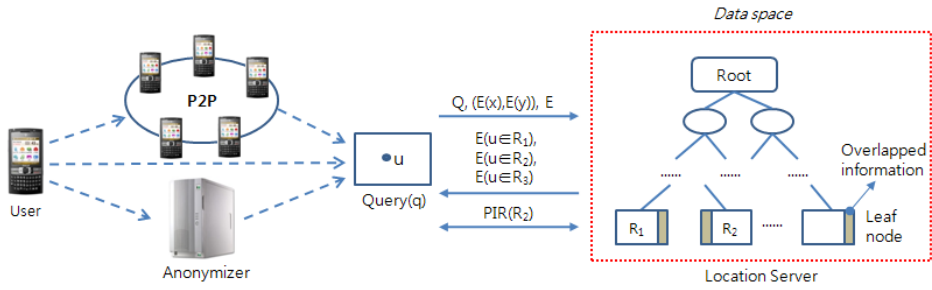 Data space
Root
P2P
Q, (E(x),E(y)), E
E(u∈R1),
E(u∈R2),
E(u∈R3)
u
Overlapped
information
User
Query(q)
PIR(R2)
......
......
R1
R2
......
Leaf
node
Anonymizer
Location Server